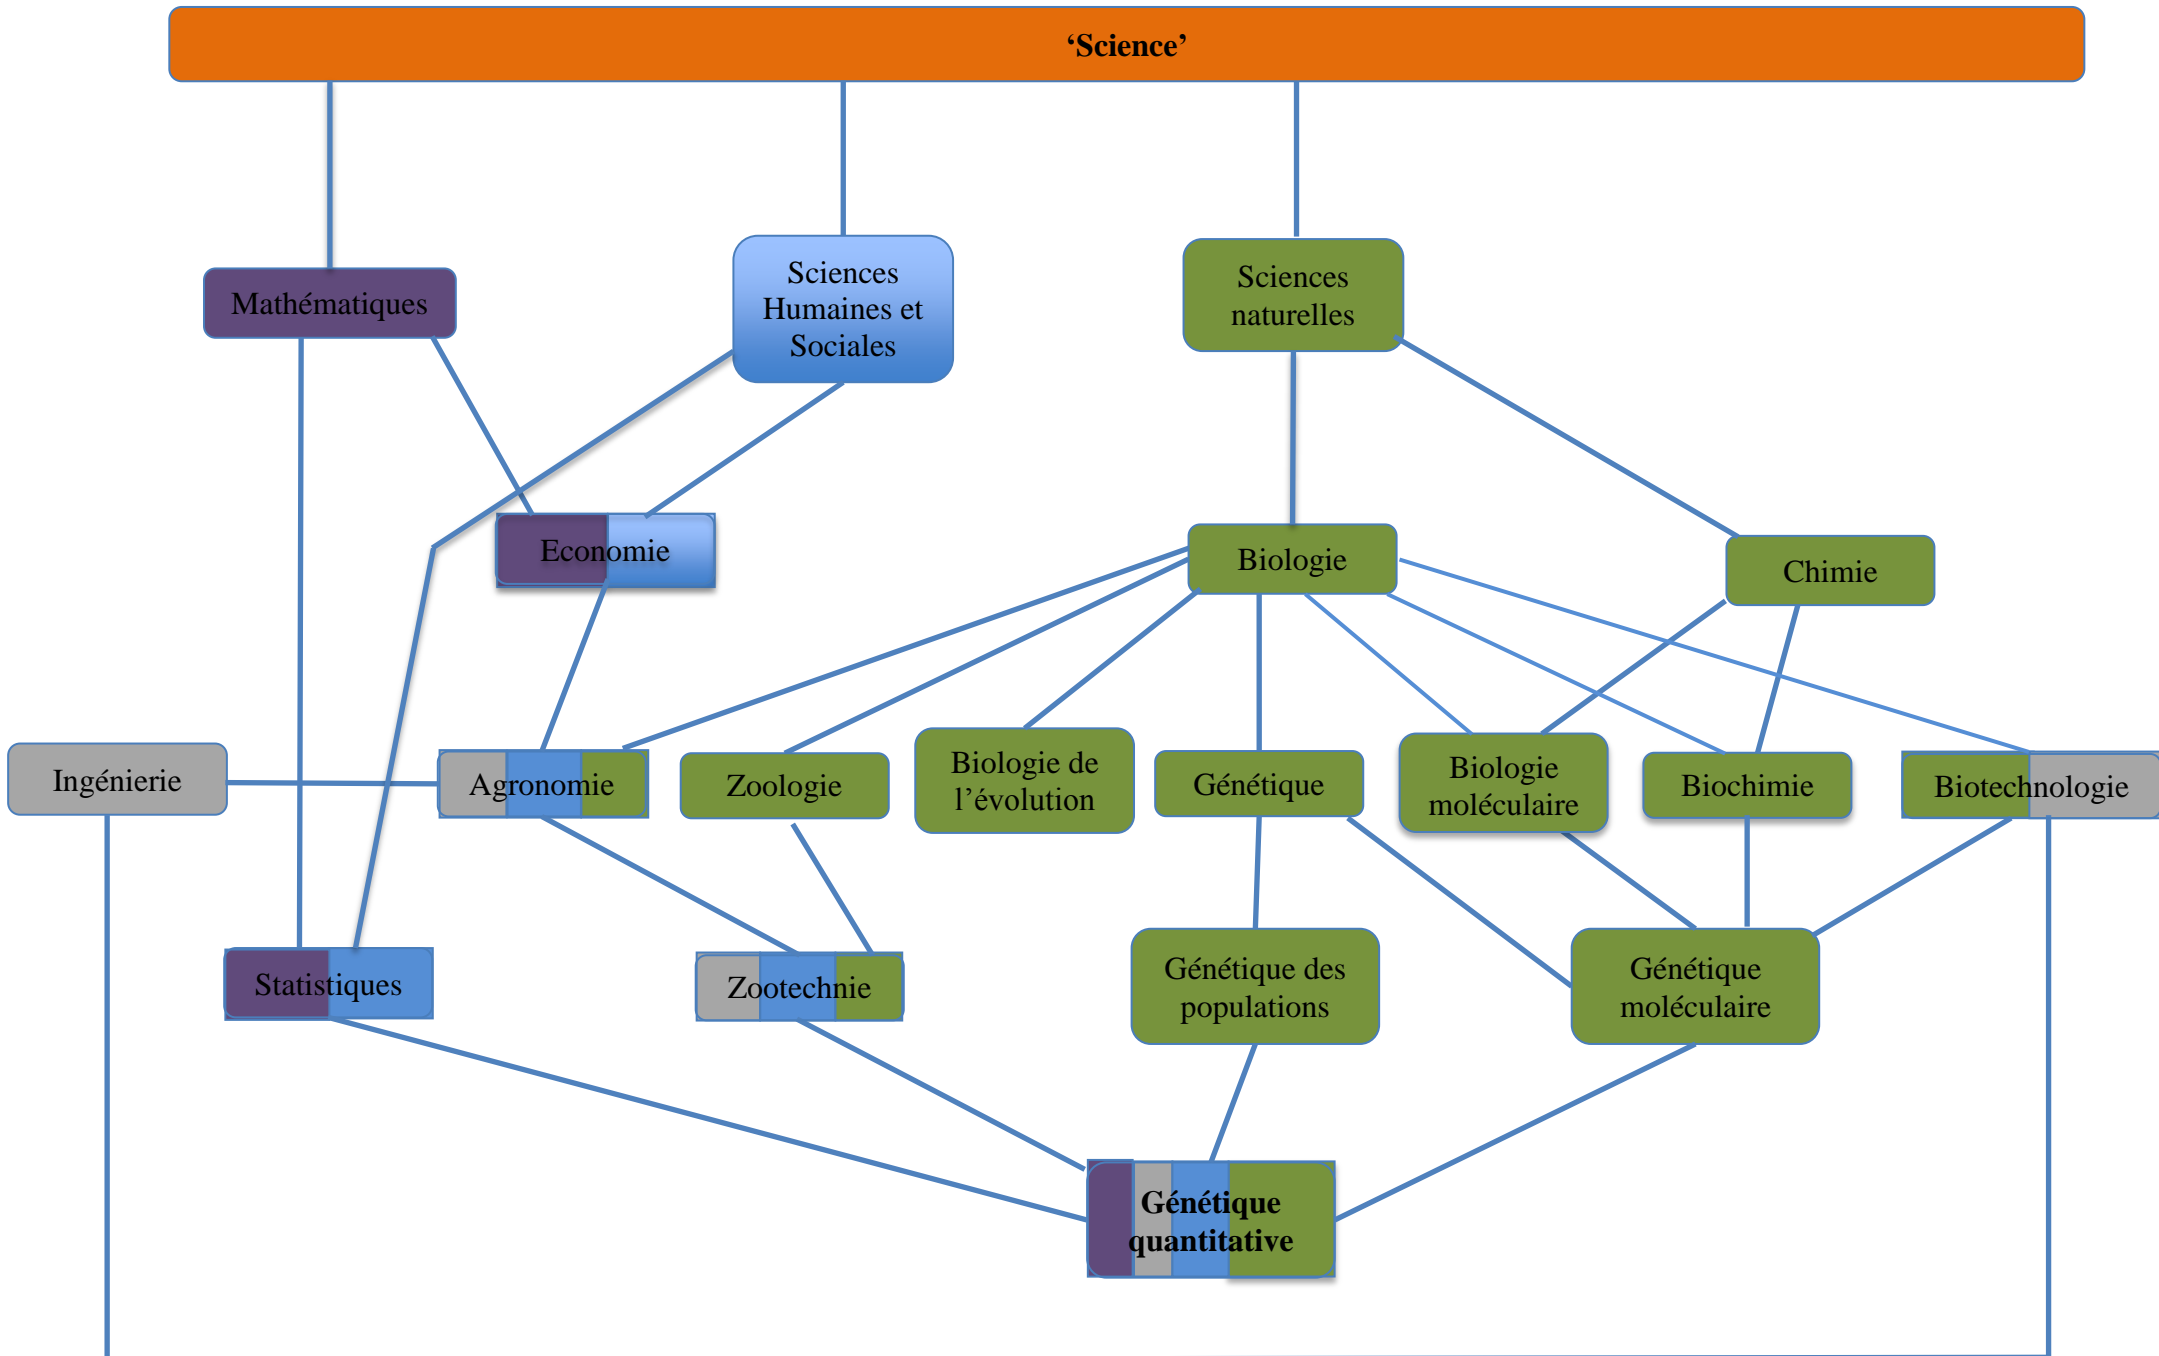 ‘Science’
Mathématiques
Sciences
Humaines et
Sociales
Sciences
naturelles
Economie
Biologie
Chimie
Ingénierie
Agronomie
Zoologie
Biologie de
l’évolution
Génétique
Biologie
moléculaire
Biochimie
Biotechnologie
Statistiques
Zootechnie
Génétique des
populations
Génétique
moléculaire
Génétique
quantitative